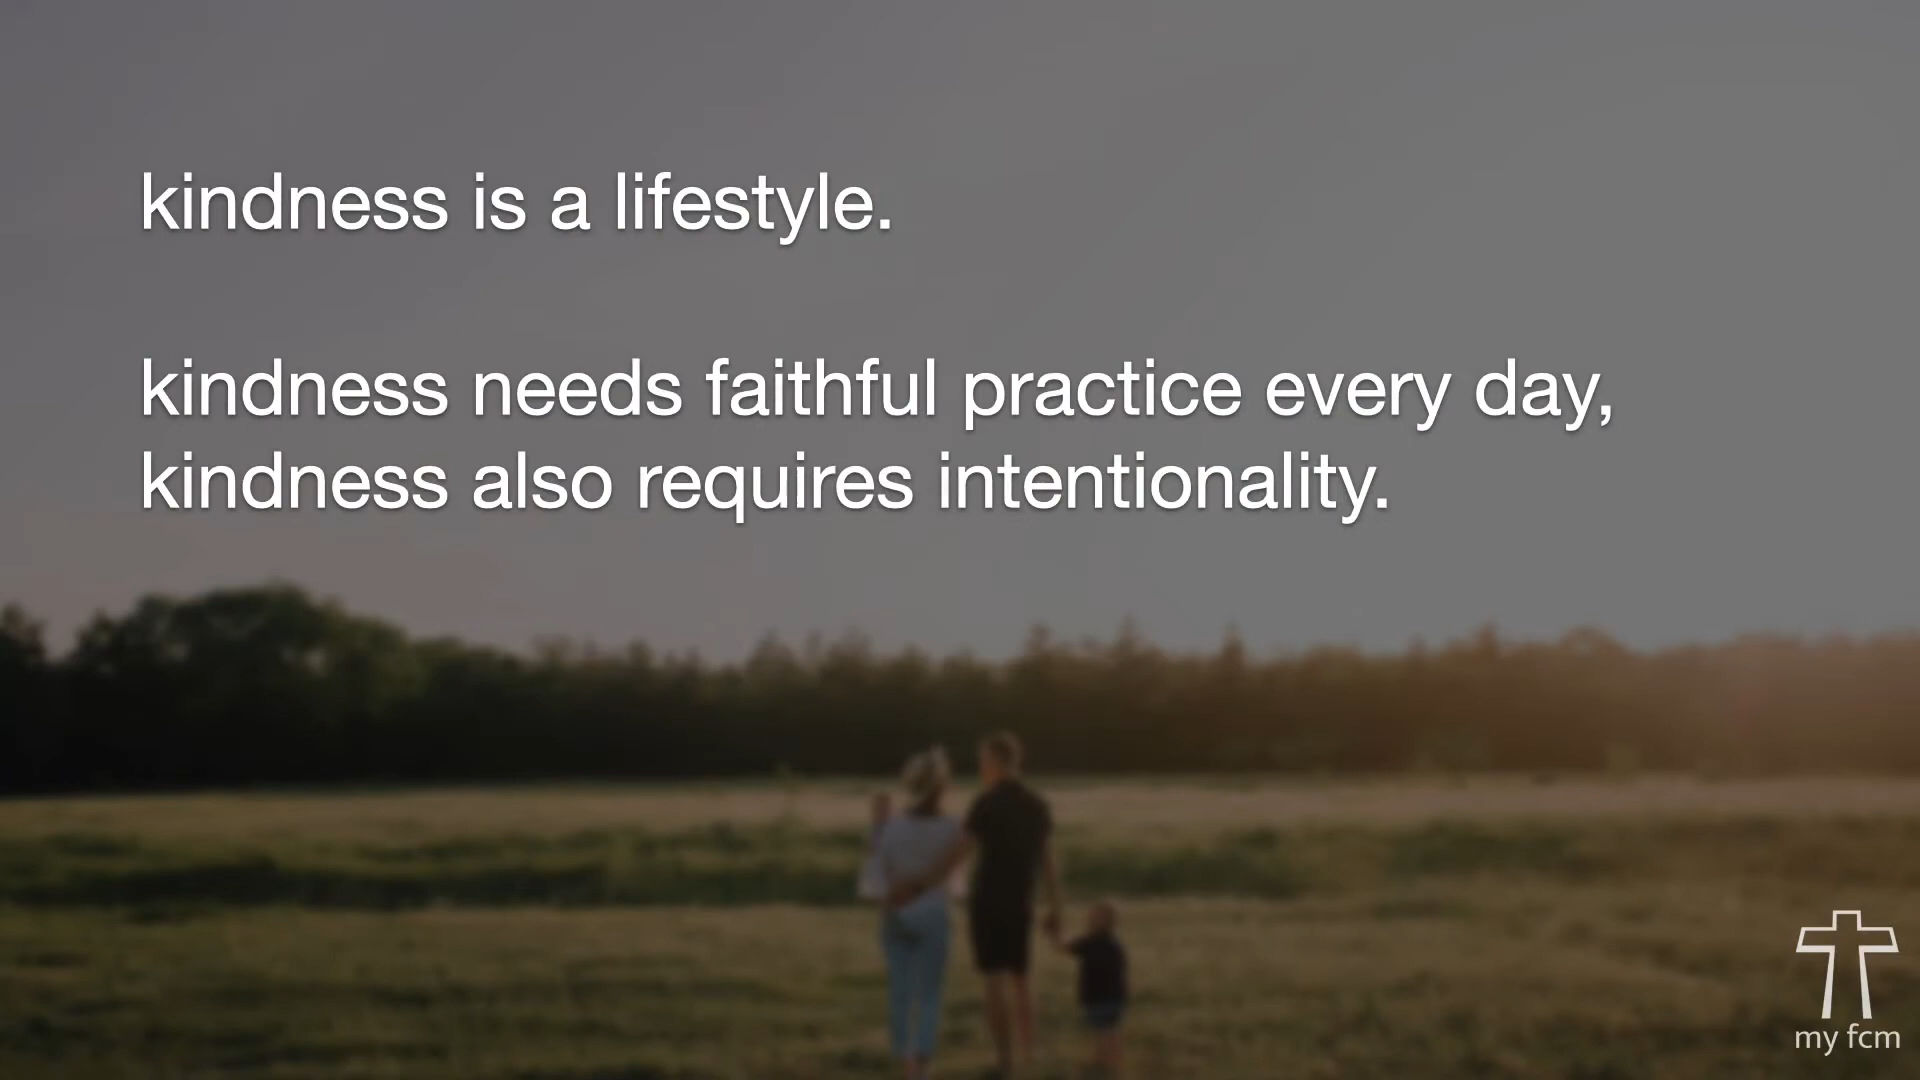 kindness is a lifestyle.
kindness needs faithful practice every day,
kindness also requires intentionality.
my fcm